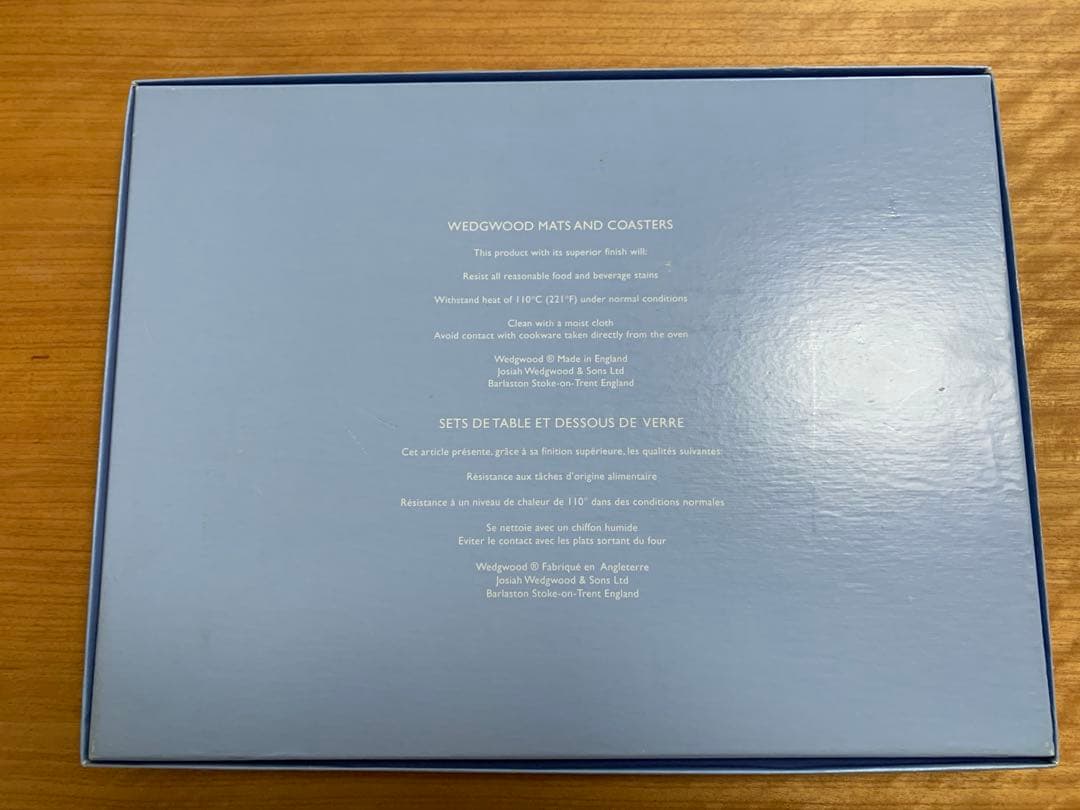 WEDGWOOD MATS AND COASTERS
This product with its superior finish will:
Resist all reasonable food and beverage stains
Withstand heat of 110°C (221°F) under normal conditions
Clean with a moist cloth
Avoid contact with cookware taken directly from the oven
Wedgwood ® Made in England
Josiah Wedgwood & Sons Ltd
Barlaston Stoke-on-Trent England
SETS DE TABLE ET DESSOUS DE VERRE
Cet article présente, grâce à sa finition supérieure, les qualités suivantes:
Résistance aux tâches d'origine alimentaire
Résistance à un niveau de chaleur de 110° dans des conditions normales
Se nettoie avec un chiffon humide
Eviter le contact avec les plats sortant du four
Wedgwood ® Fabriqué en Angleterre
Josiah Wedgwood & Sons Ltd
Barlaston Stoke-on-Trent England